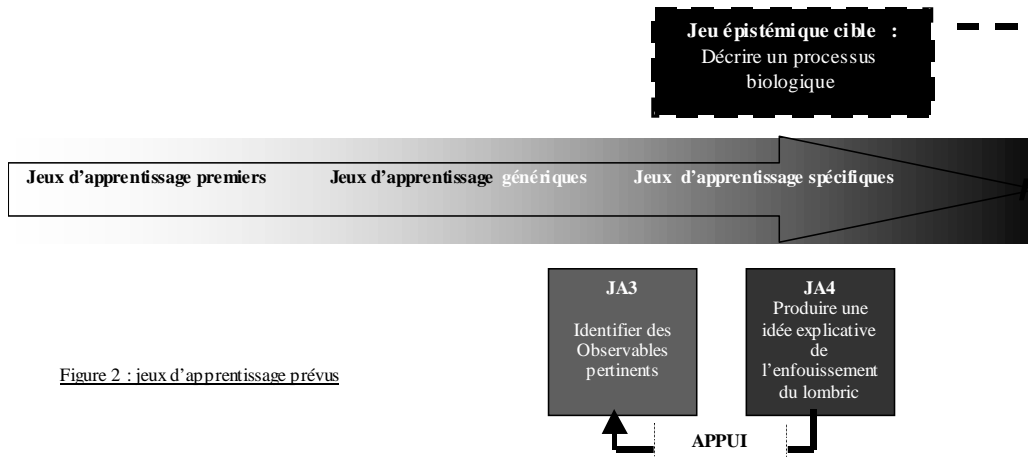 Jeu épistémique cible :
Décrire un processus
biologique
Jeux d'apprentissage premiers
Jeux d'apprentissage génériques
Jeux d'apprentissage spécifiques
JA3
Identifier des
Observables
pertinents
JA4
Produire une
idée explicative
de
l'enfouissement
du lombric
Figure 2 : jeux d'apprentissage prévus
APPUI